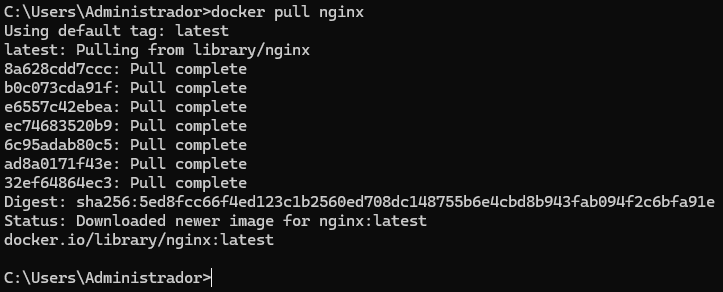 C:\Users\Administrador>docker pull nginx
Using default tag: latest
latest: Pulling from library/nginx
8a628cdd7ccc: Pull complete
b0c073cda91f: Pull complete
e6557c42ebea: Pull complete
ec74683520b9: Pull complete
6c95adab80c5: Pull complete
ad8a0171f43e: Pull complete
32ef64864ec3: Pull complete
Digest: sha256:5ed8fcc66f4ed123c1b2560ed708dc148755b6e4cbd8b943fab094f2c6bfa91e
Status: Downloaded newer image for nginx:latest
docker.io/library/nginx:latest
C:\Users\Administrador>